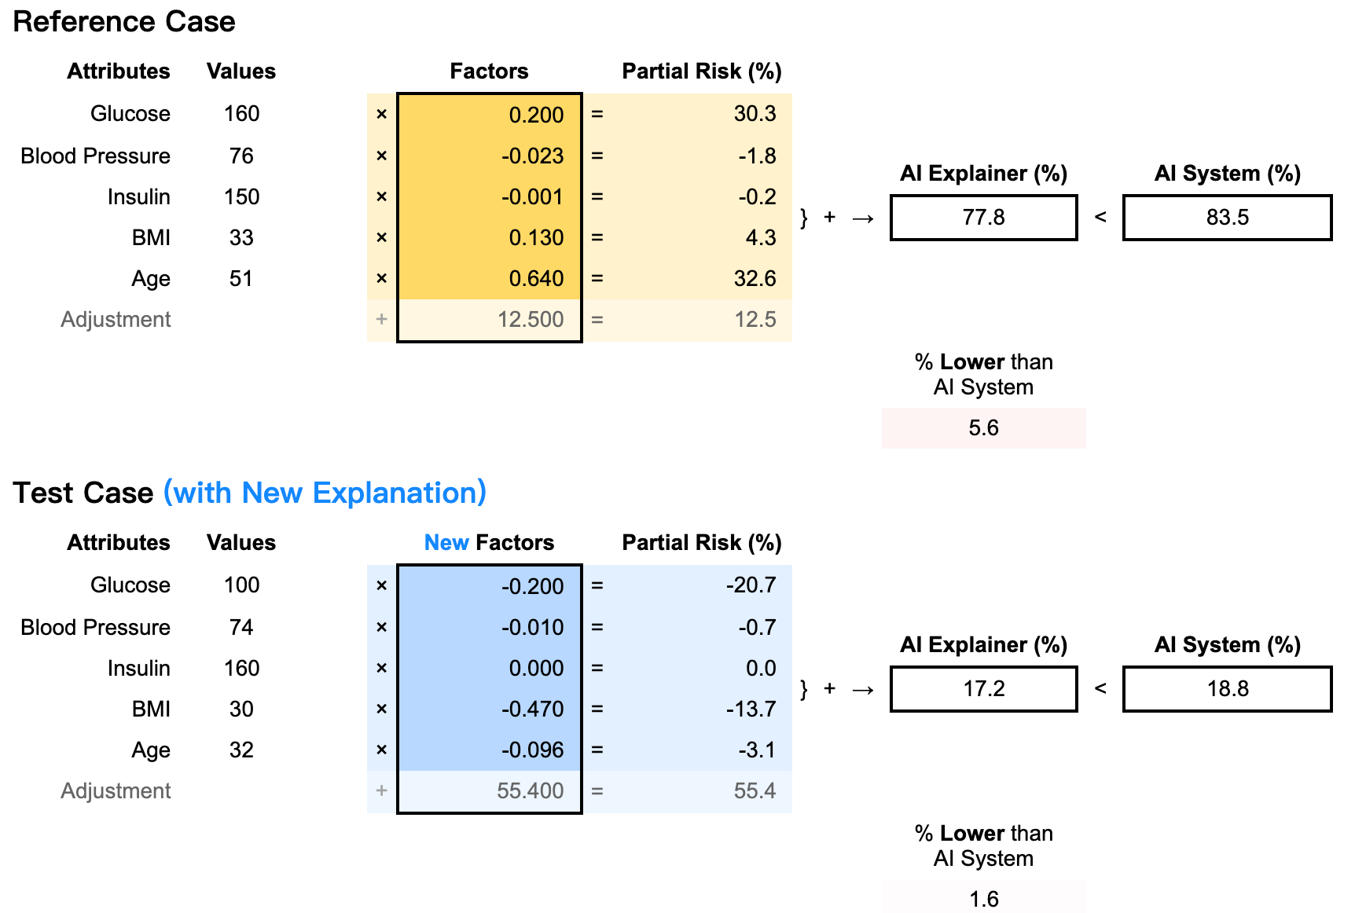 Reference Case
Attributes Values Factors Partial Risk (%)
Glucose 160 × 0.200 = 30.3
Blood Pressure 76 × -0.023 = -1.8
AI Explainer (%) AI System (%)
Insulin 150 × -0.001 = -0.2
} + → 77.8 < 83.5
BMI 33 × 0.130 = 4.3
Age 51 × 0.640 = 32.6
Adjustment + 12.500 = 12.5
% Lower than
AI System
5.6
Test Case (with New Explanation)
Attributes Values New Factors Partial Risk (%)
Glucose 100 × -0.200 = -20.7
Blood Pressure 74 × -0.010 = -0.7
AI Explainer (%) AI System (%)
Insulin 160 × 0.000 = 0.0
} + → 17.2 < 18.8
BMI 30 × -0.470 = -13.7
Age 32 × -0.096 = -3.1
Adjustment + 55.400 = 55.4
% Lower than
AI System
1.6